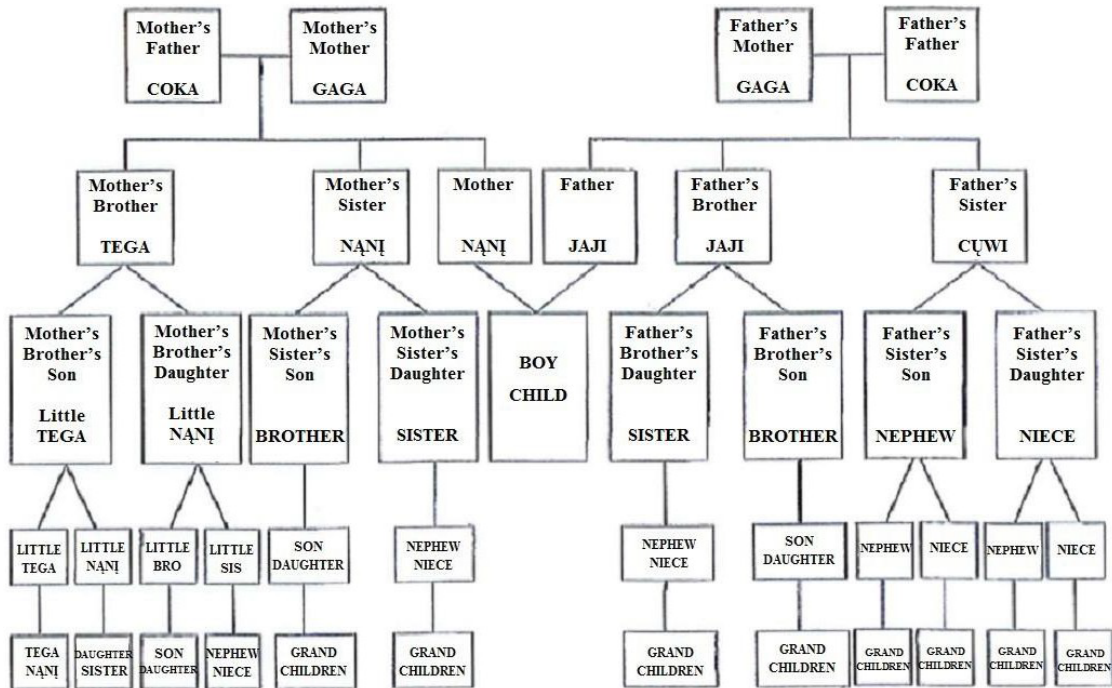 Mother's
Father
COKA
Mother's
Mother
GAGA
Father's
Mother
GAGA
Father's
Father
COKA
Mother's
Brother
TEGA
Mother's
Sister
NĄNĮ
Mother
NĄNĮ
Father
JAJI
Father's
Brother
JAJI
Father's
Sister
CŲWI
Mother's
Brother's
Son
Little
TEGA
Mother's
Brother's
Daughter
Little
NĄNĮ
Mother's
Sister's
Son
BROTHER
Mother's
Sister's
Daughter
SISTER
BOY
CHILD
Father's
Brother's
Daughter
SISTER
Father's
Brother's
Son
BROTHER
Father's
Sister's
Son
NEPHEW
Father's
Sister's
Daughter
NIECE
LITTLE
TEGA
LITTLE
NĄNĮ
LITTLE
BRO
LITTLE
SIS
SON
DAUGHTER
NEPHEW
NIECE
NEPHEW
NIECE
SON
DAUGHTER
NEPHEW
NIECE
NEPHEW
NIECE
TEGA
NĄNĮ
DAUGHTER
SISTER
SON
DAUGHTER
NEPHEW
NIECE
GRAND
CHILDREN
GRAND
CHILDREN
GRAND
CHILDREN
GRAND
CHILDREN
GRAND
CHILDREN
GRAND
CHILDREN
GRAND
CHILDREN
GRAND
CHILDREN